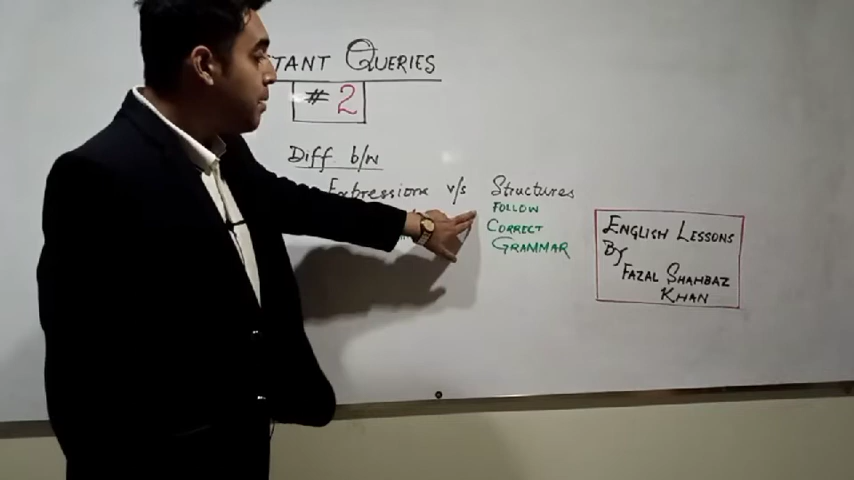 TANT QUERIES
# 2
Diff b/w
Expressions v/s Structures
FOLLOW
CORRECT
GRAMMAR
ENGLISH LESSONS
BY
FAZAL SHAHBAZ
KHAN